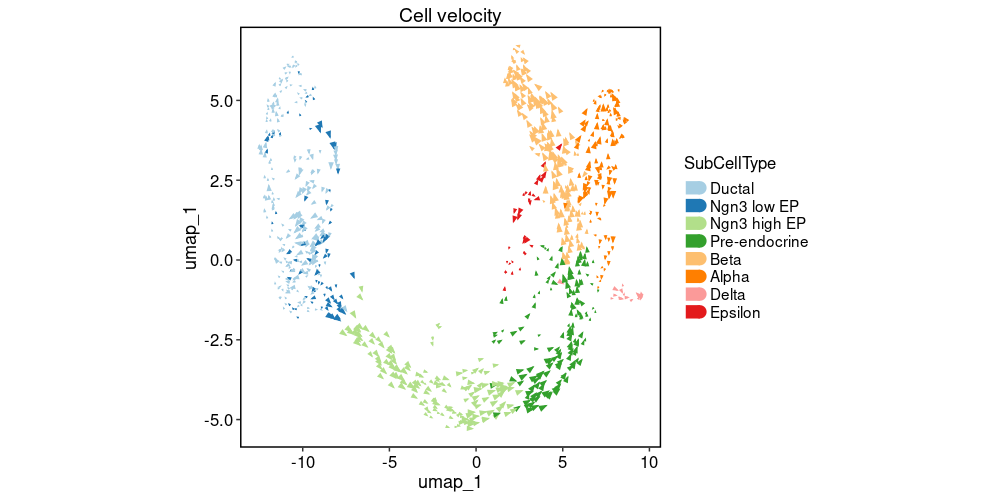 Cell velocity
umap_1
5.0
2.5
0.0
-2.5
-5.0
-10
-5
0
5
10
umap_1
SubCellType
Ductal
Ngn3 low EP
Ngn3 high EP
Pre-endocrine
Beta
Alpha
Delta
Epsilon